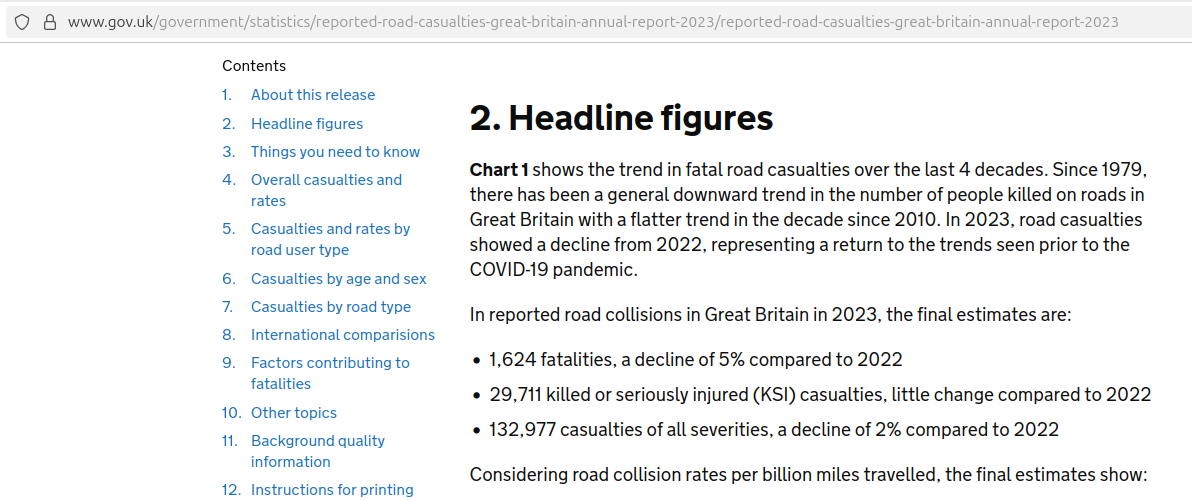 www.gov.uk/government/statistics/reported-road-casualties-great-britain-annual-report-2023/reported-road-casualties-great-britain-annual-report-2023
Contents
1. About this release
2. Headline figures
3. Things you need to know
4. Overall casualties and
rates
5. Casualties and rates by
road user type
6. Casualties by age and sex
7. Casualties by road type
8. International comparisions
9. Factors contributing to
fatalities
10. Other topics
11. Background quality
information
12. Instructions for printing
2. Headline figures
Chart 1 shows the trend in fatal road casualties over the last 4 decades. Since 1979,
there has been a general downward trend in the number of people killed on roads in
Great Britain with a flatter trend in the decade since 2010. In 2023, road casualties
showed a decline from 2022, representing a return to the trends seen prior to the
COVID-19 pandemic.
In reported road collisions in Great Britain in 2023, the final estimates are:
• 1,624 fatalities, a decline of 5% compared to 2022
• 29,711 killed or seriously injured (KSI) casualties, little change compared to 2022
• 132,977 casualties of all severities, a decline of 2% compared to 2022
Considering road collision rates per billion miles travelled, the final estimates show: